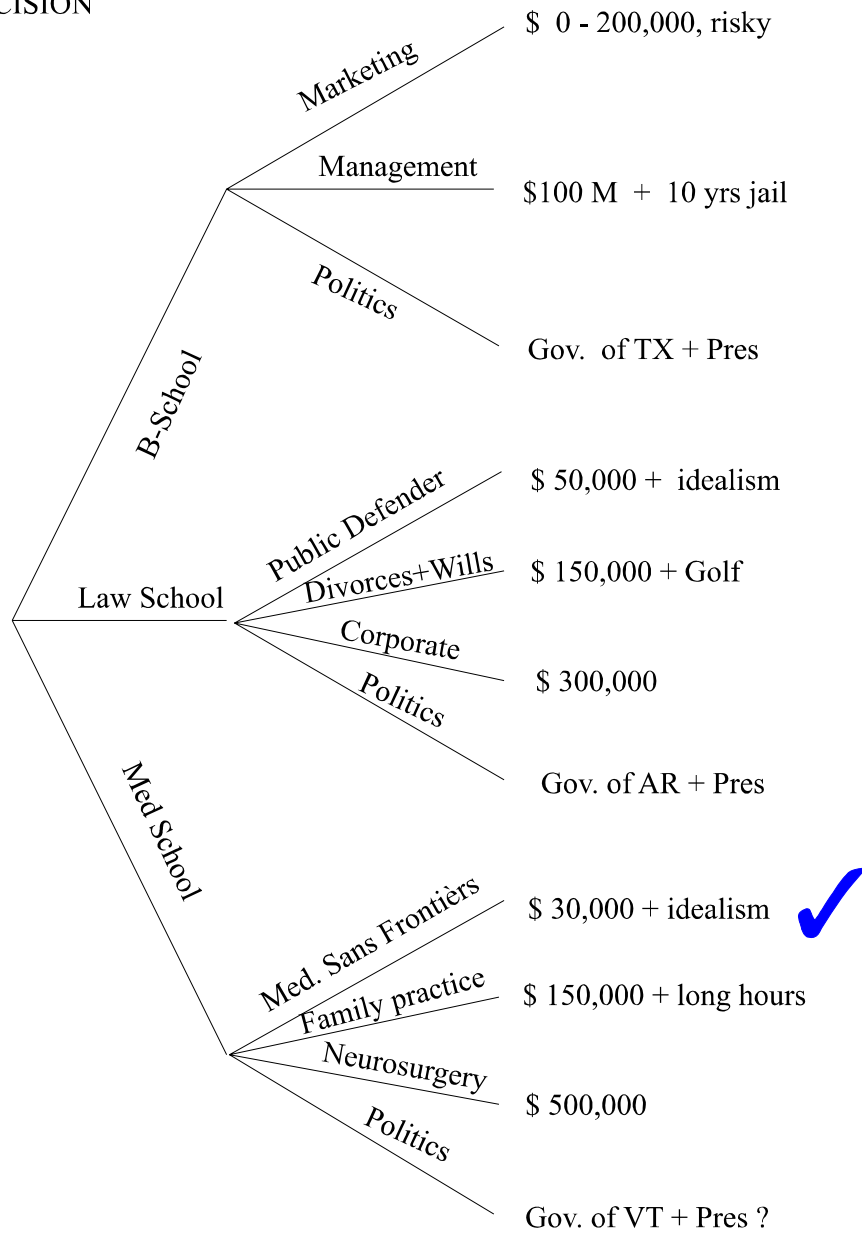 CISION
$ 0 - 200,000, risky
Marketing
Management
$100 M + 10 yrs jail
Politics
Gov. of TX + Pres
B-School
Public Defender
$ 50,000 + idealism
Divorces+Wills
$ 150,000 + Golf
Law School
Corporate
$ 300,000
Politics
Gov. of AR + Pres
Med School
Med. Sans Frontièrs
$ 30,000 + idealism
Family practice
$ 150,000 + long hours
Neurosurgery
$ 500,000
Politics
Gov. of VT + Pres ?